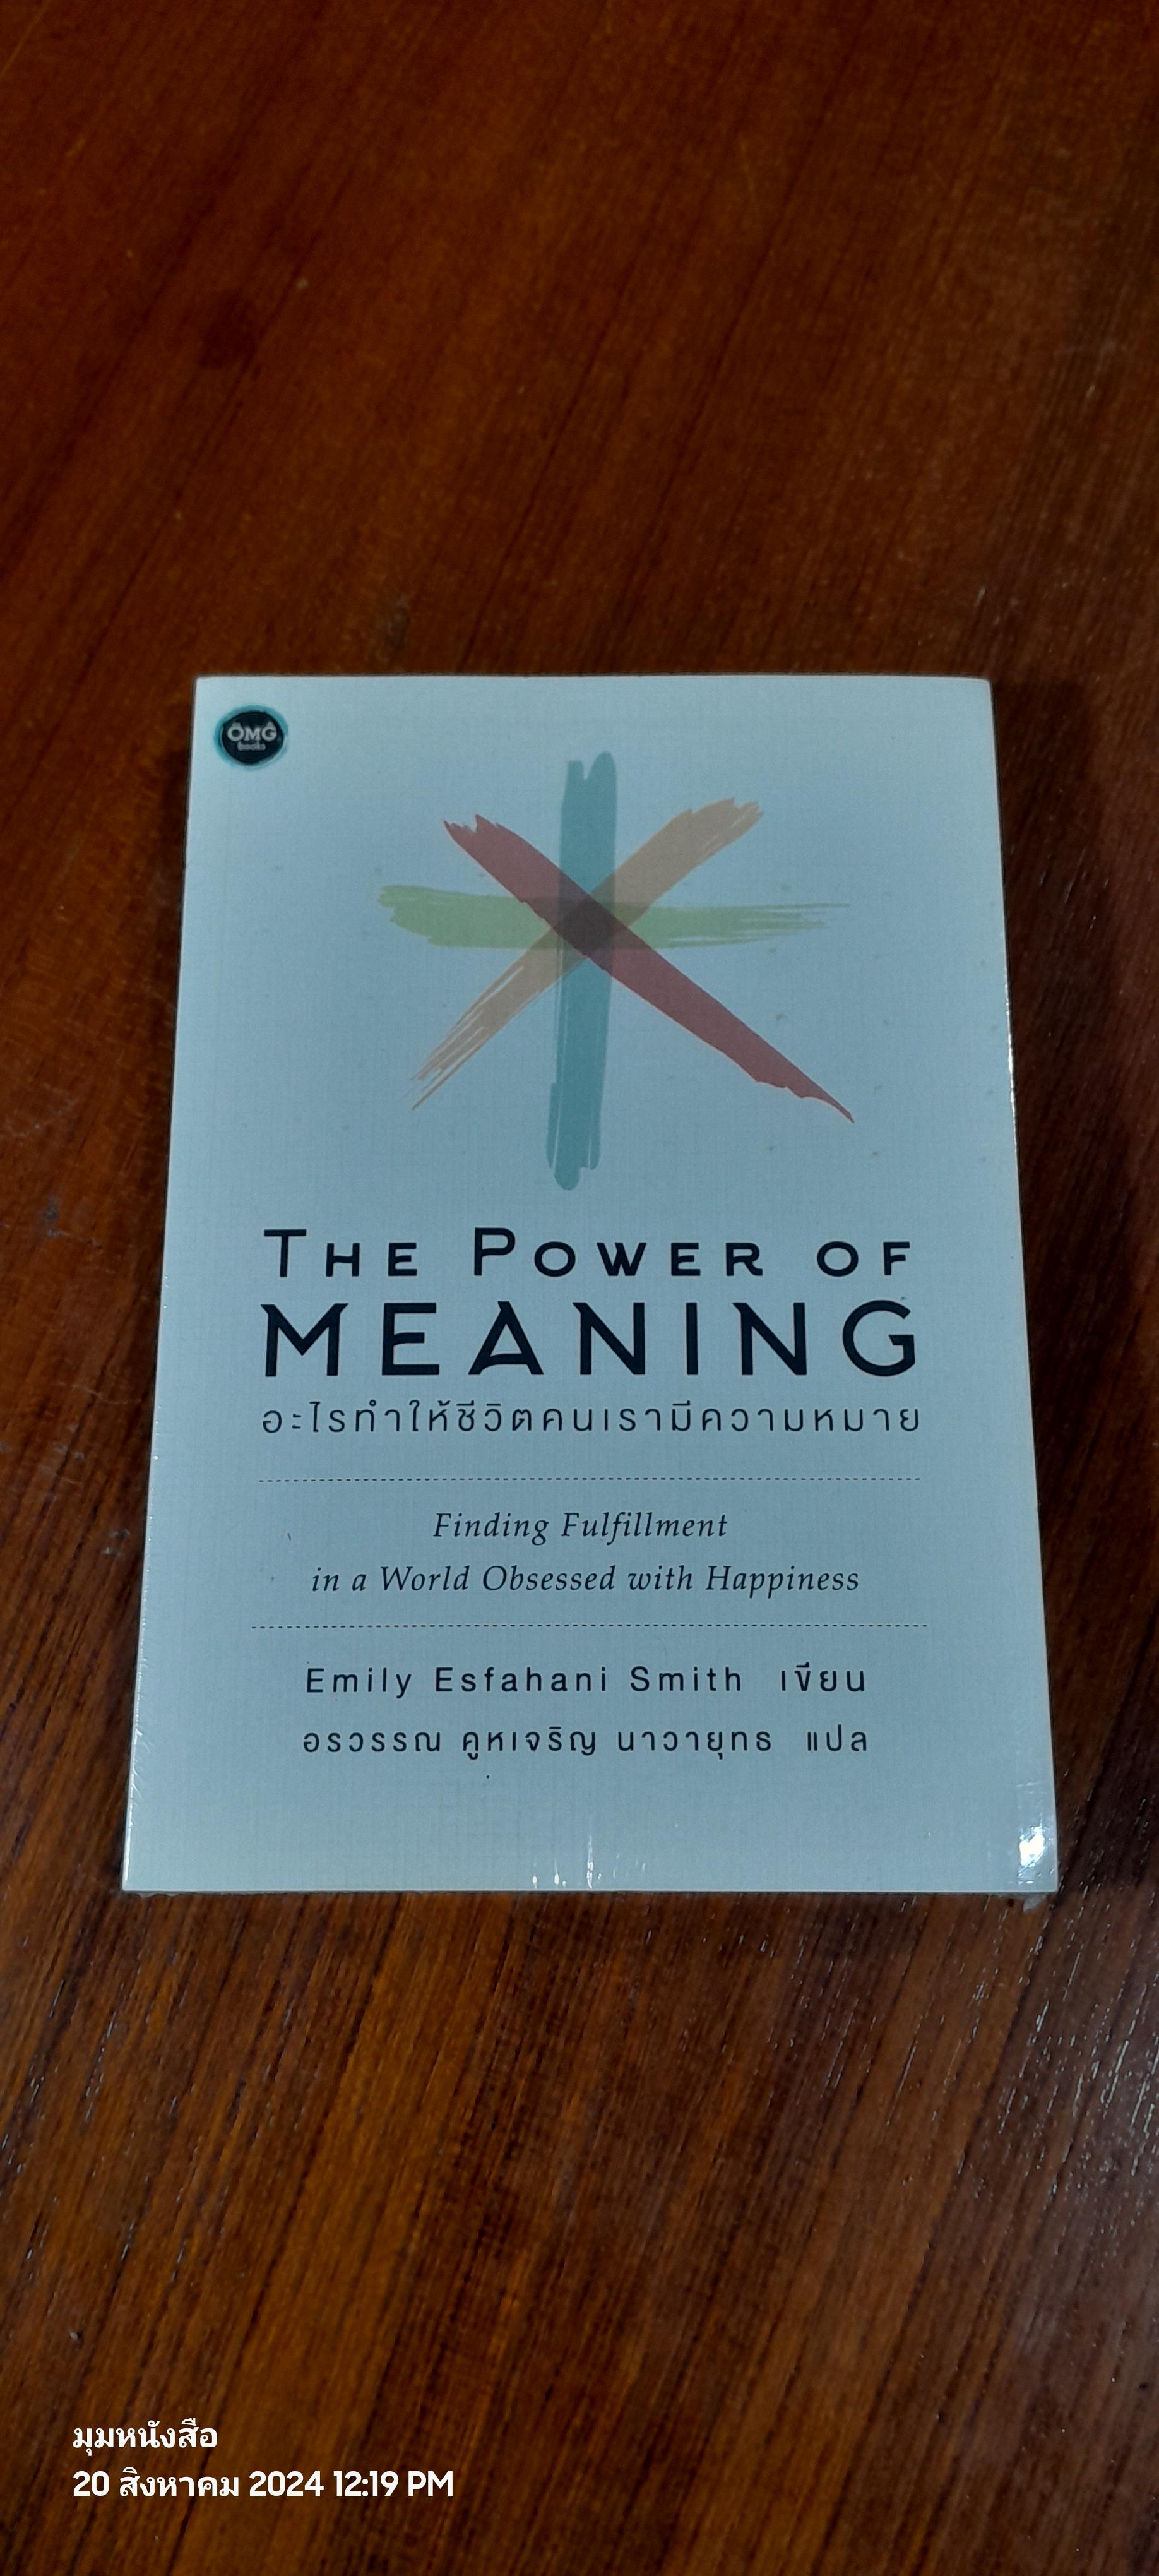 OMG
books
THE POWER OF
MEANING
อะไรทำให้ชีวิตคนเรามีความหมาย
Finding Fulfillment
in a World Obsessed with Happiness
Emily Esfahani Smith เขียน
อรวรรณ คูหเจริญ นาวายุทธ แปล
มุมหนังสือ
20 สิงหาคม 2024 12:19 PM